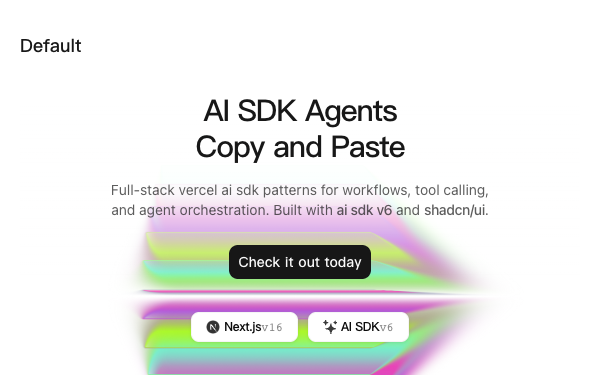 Default
AI SDK Agents
Copy and Paste
Full-stack vercel ai sdk patterns for workflows, tool calling,
and agent orchestration. Built with ai sdk v6 and shadcn/ui.
Check it out today
Next.js v16
AI SDK v6